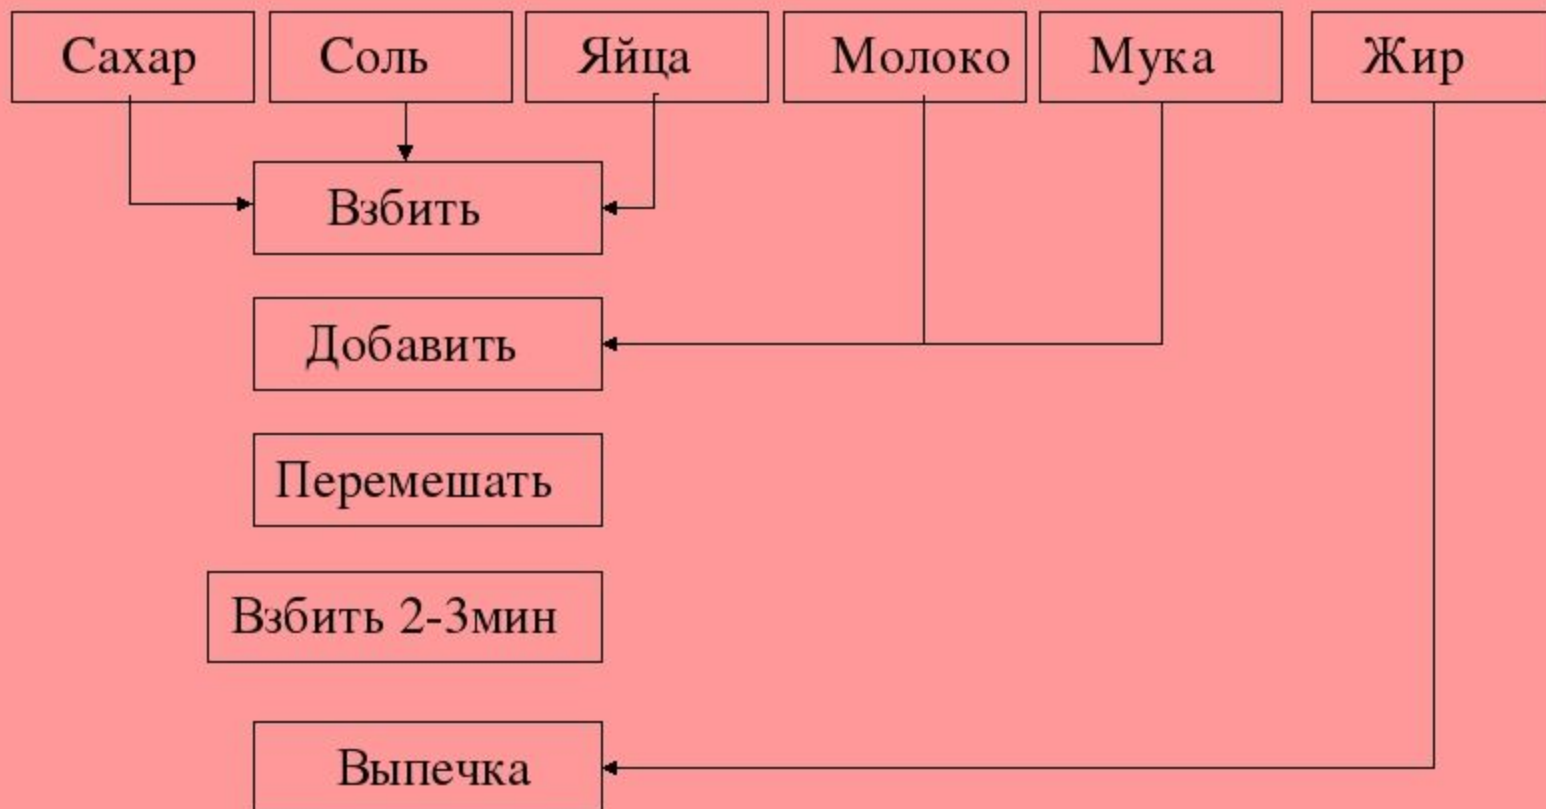 Сахар Соль Яйца Молоко Мука Жир
Взбить
Добавить
Перемешать
Взбить 2-3мин
Выпечка